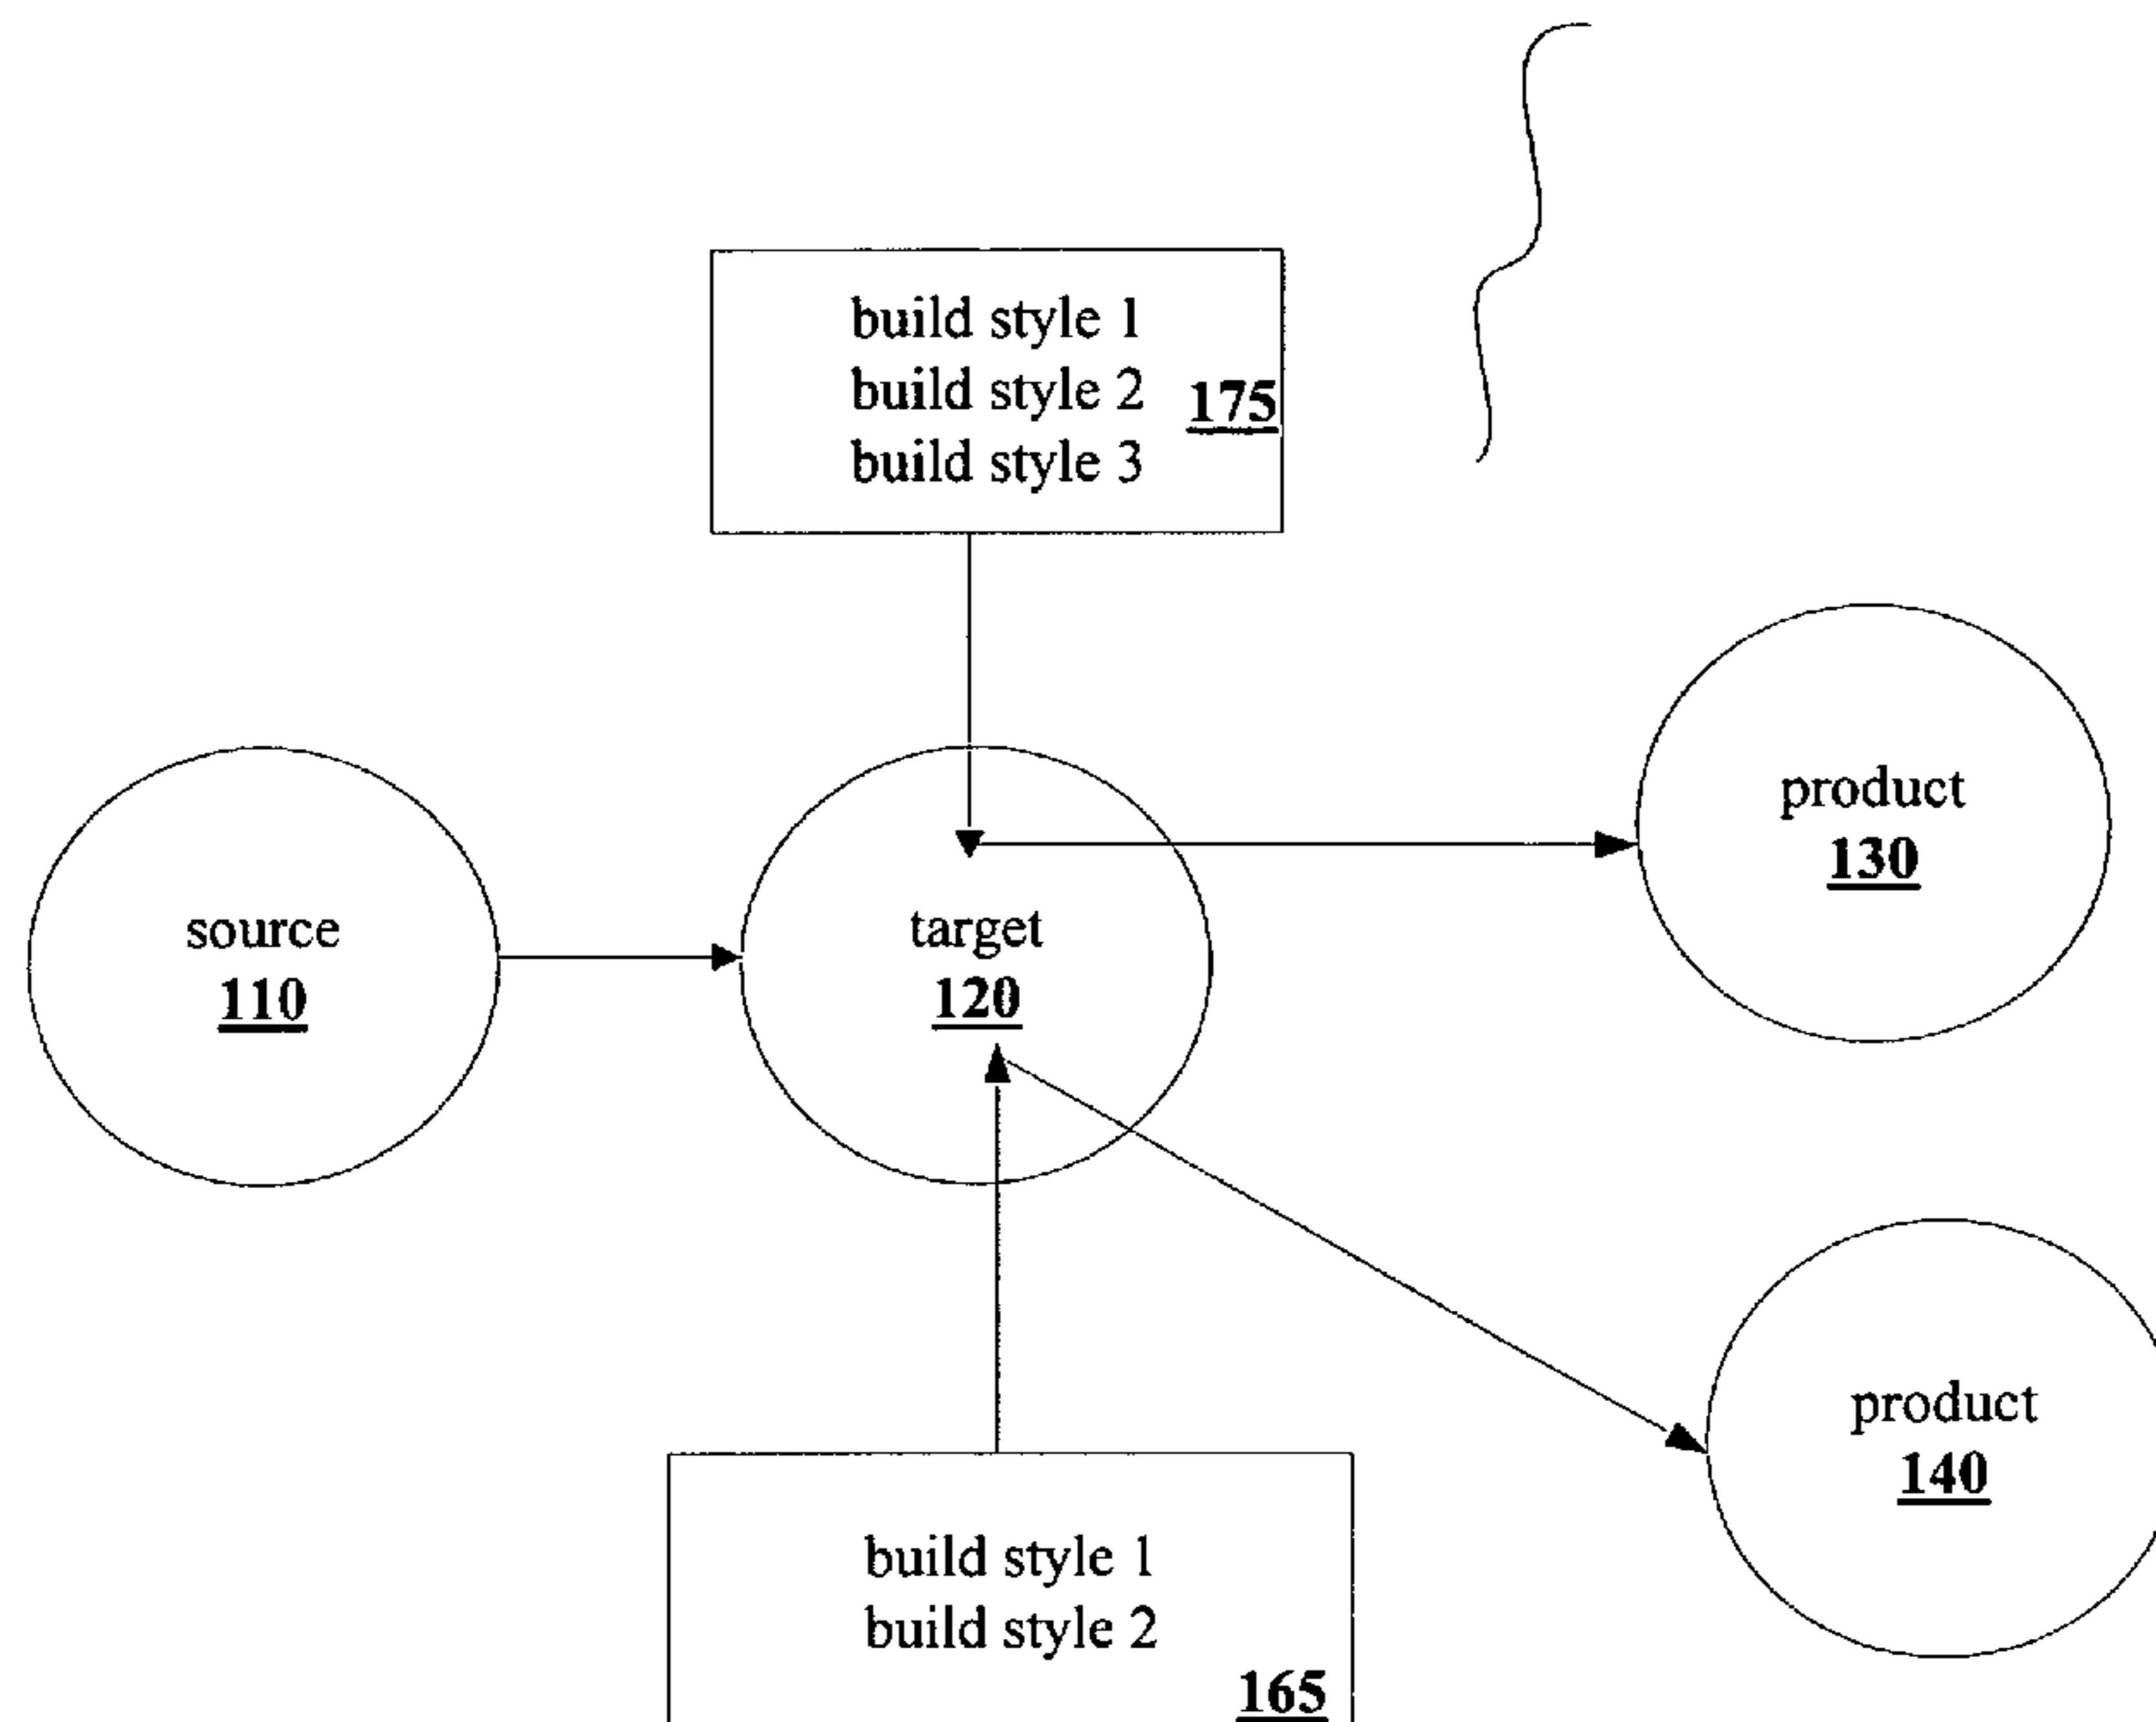 build style 1
build style 2
build style 3
175
product
130
source
110
target
120
product
140
build style 1
build style 2
165